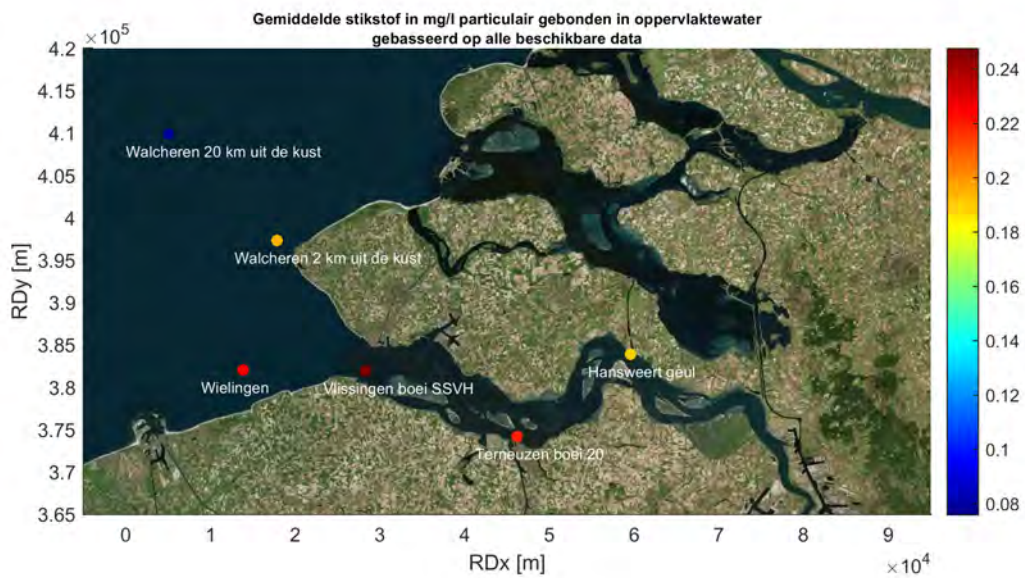 Gemiddelde stikstof in mg/l particulair gebonden in oppervlaktewater
gebasseerd op alle beschikbare data
×10⁵
4.2
4.15
4.1
4.05
4
3.95
3.9
3.85
3.8
3.75
3.7
3.65
RDy [m]
Walcheren 20 km uit de kust
Walcheren 2 km uit de kust
Wielingen
Vlissingen boei SSVH
Hansweert geul
Terneuzen boei 20
0 1 2 3 4 5 6 7 8 9
RDx [m]
×10⁴
0.24
0.22
0.2
0.18
0.16
0.14
0.12
0.1
0.08